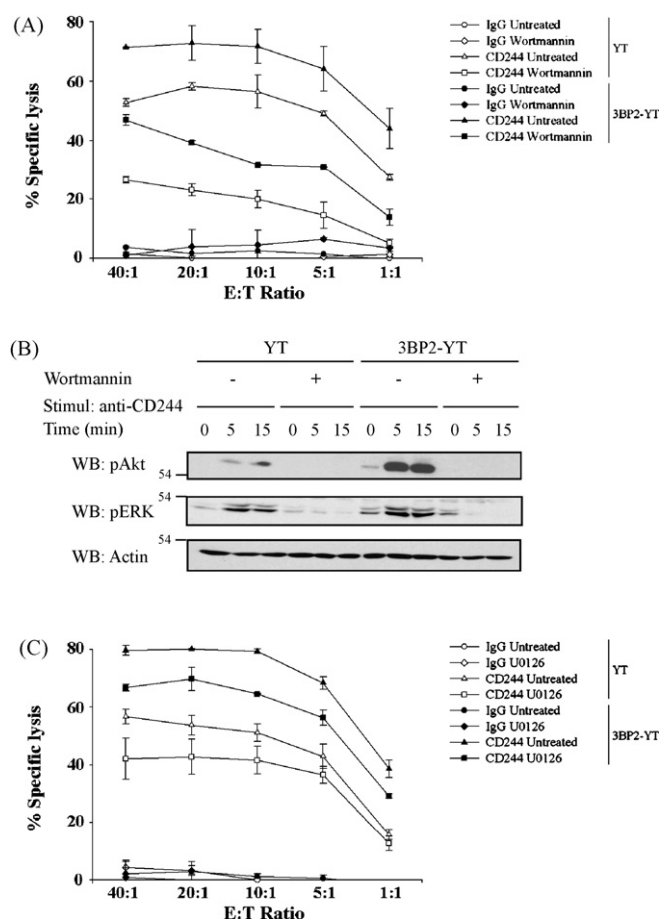 (A)
80
60
40
20
0
% Specific lysis
40:1 20:1 10:1 5:1 1:1
E:T Ratio
IgG Untreated
IgG Wortmannin
CD244 Untreated
CD244 Wortmannin
YT
IgG Untreated
IgG Wortmannin
CD244 Untreated
CD244 Wortmannin
3BP2-YT
(B)
YT 3BP2-YT
Wortmannin - + - +
Stimul: anti-CD244
Time (min) 0 5 15 0 5 15 0 5 15 0 5 15
WB: pAkt
54
54
WB: pERK
54
WB: Actin
(C)
80
60
40
20
0
% Specific lysis
40:1 20:1 10:1 5:1 1:1
E:T Ratio
IgG Untreated
IgG U0126
CD244 Untreated
CD244 U0126
YT
IgG Untreated
IgG U0126
CD244 Untreated
CD244 U0126
3BP2-YT